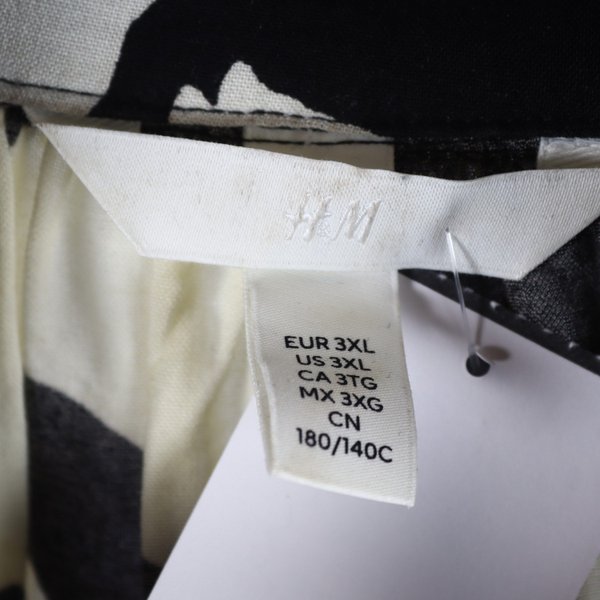 H&M
EUR 3XL
US 3XL
CA 3TG
MX 3XG
CN
180/140C